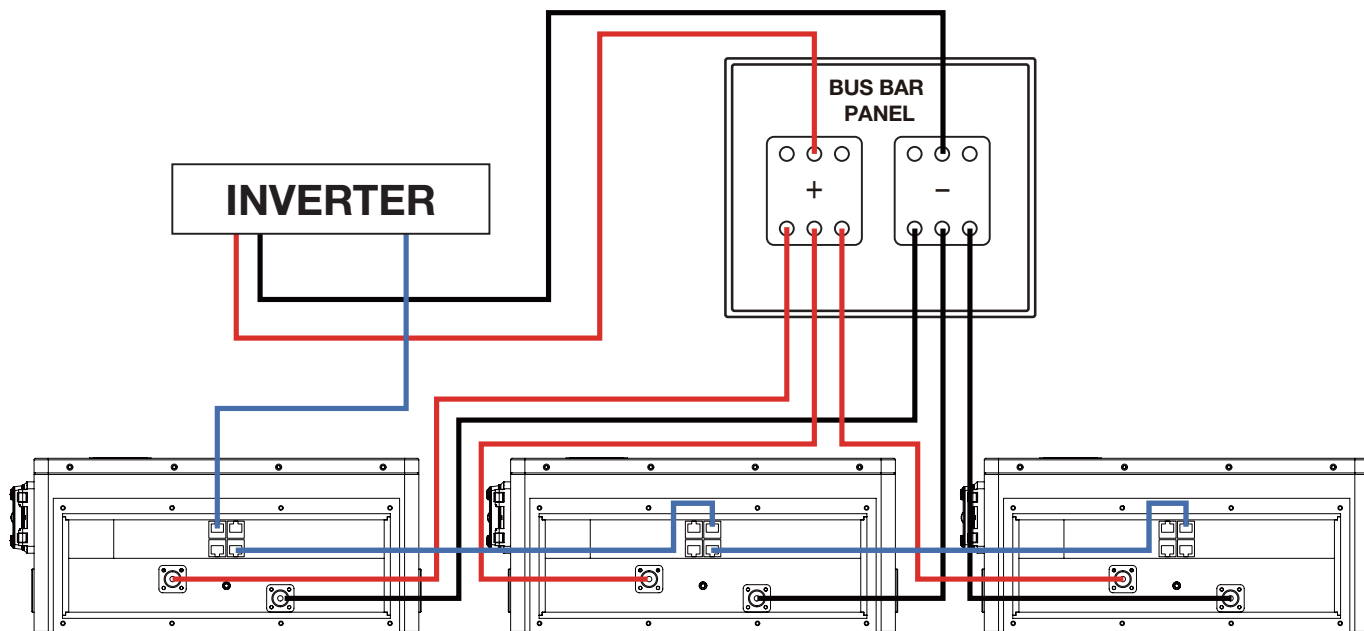 BUS BAR
PANEL
+
−
INVERTER